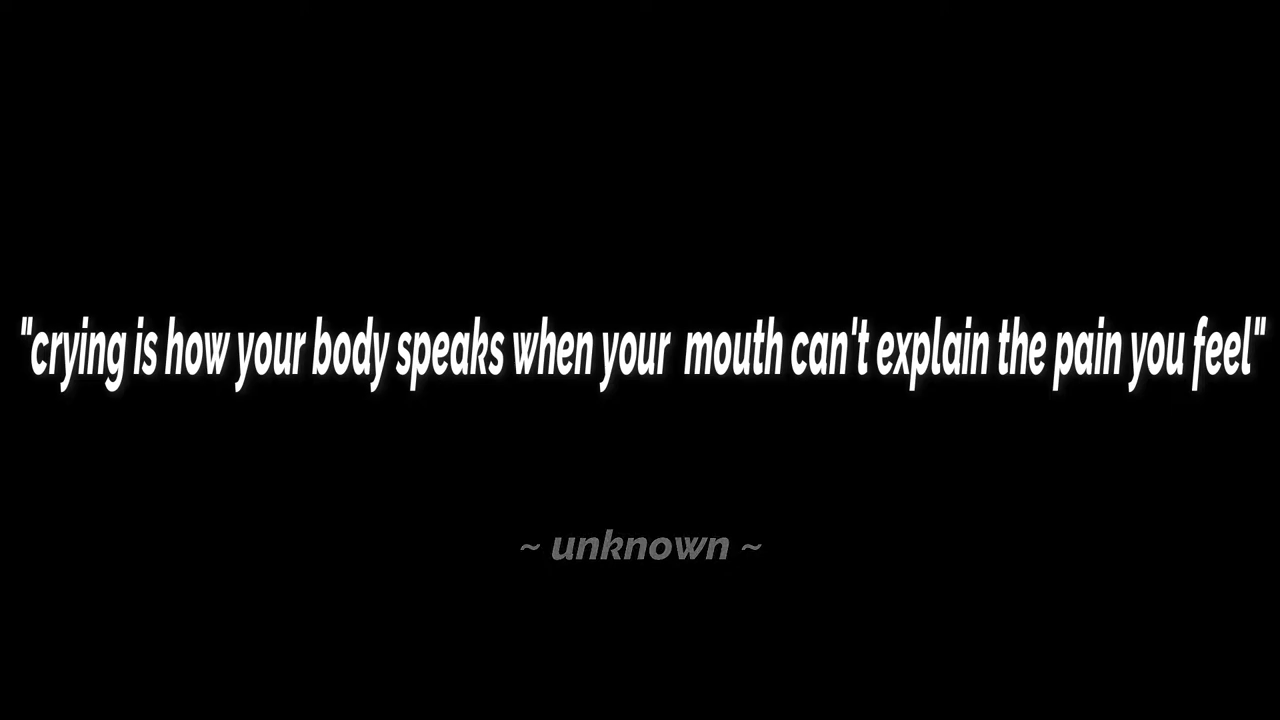 "crying is how your body speaks when your  mouth can't explain the pain you feel"
~ unknown ~